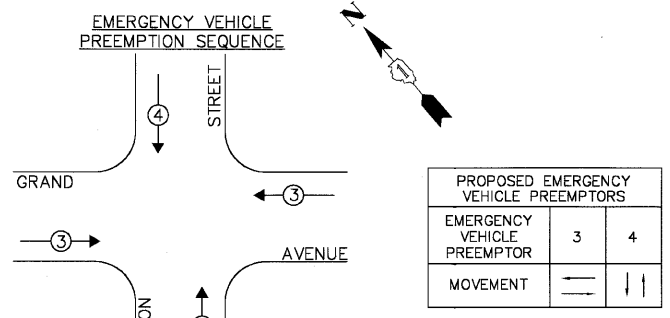 EMERGENCY VEHICLE
PREEMPTION SEQUENCE
N
4
STREET
GRAND
3
3
AVENUE
NO
PROPOSED EMERGENCY
VEHICLE PREEMPTORS
EMERGENCY
VEHICLE
PREEMPTOR
3
4
MOVEMENT